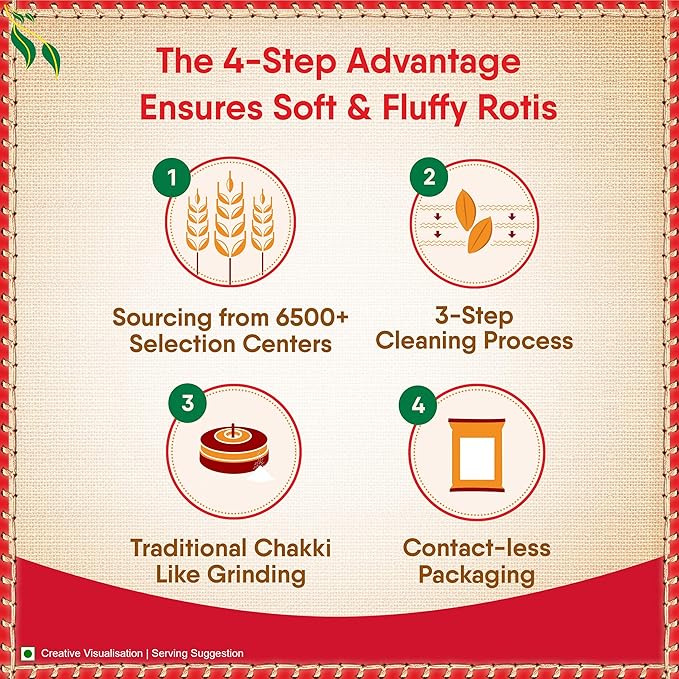 The 4-Step Advantage
Ensures Soft & Fluffy Rotis
1
Sourcing from 6500+
Selection Centers
2
3-Step
Cleaning Process
3
Traditional Chakki
Like Grinding
4
Contact-less
Packaging
Creative Visualisation | Serving Suggestion